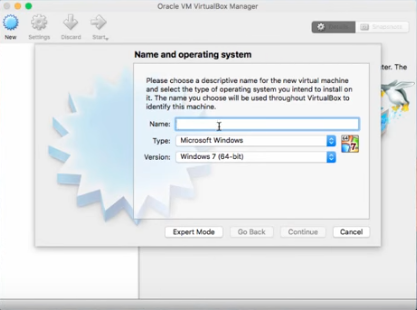 Oracle VM VirtualBox Manager
New Settings Discard Start
Name and operating system
Please choose a descriptive name for the new virtual machine
and select the type of operating system you intend to install on
it. The name you choose will be used throughout VirtualBox to
identify this machine.
ter. The
Name:
Type: Microsoft Windows
Version: Windows 7 (64-bit)
Expert Mode Go Back Continue Cancel